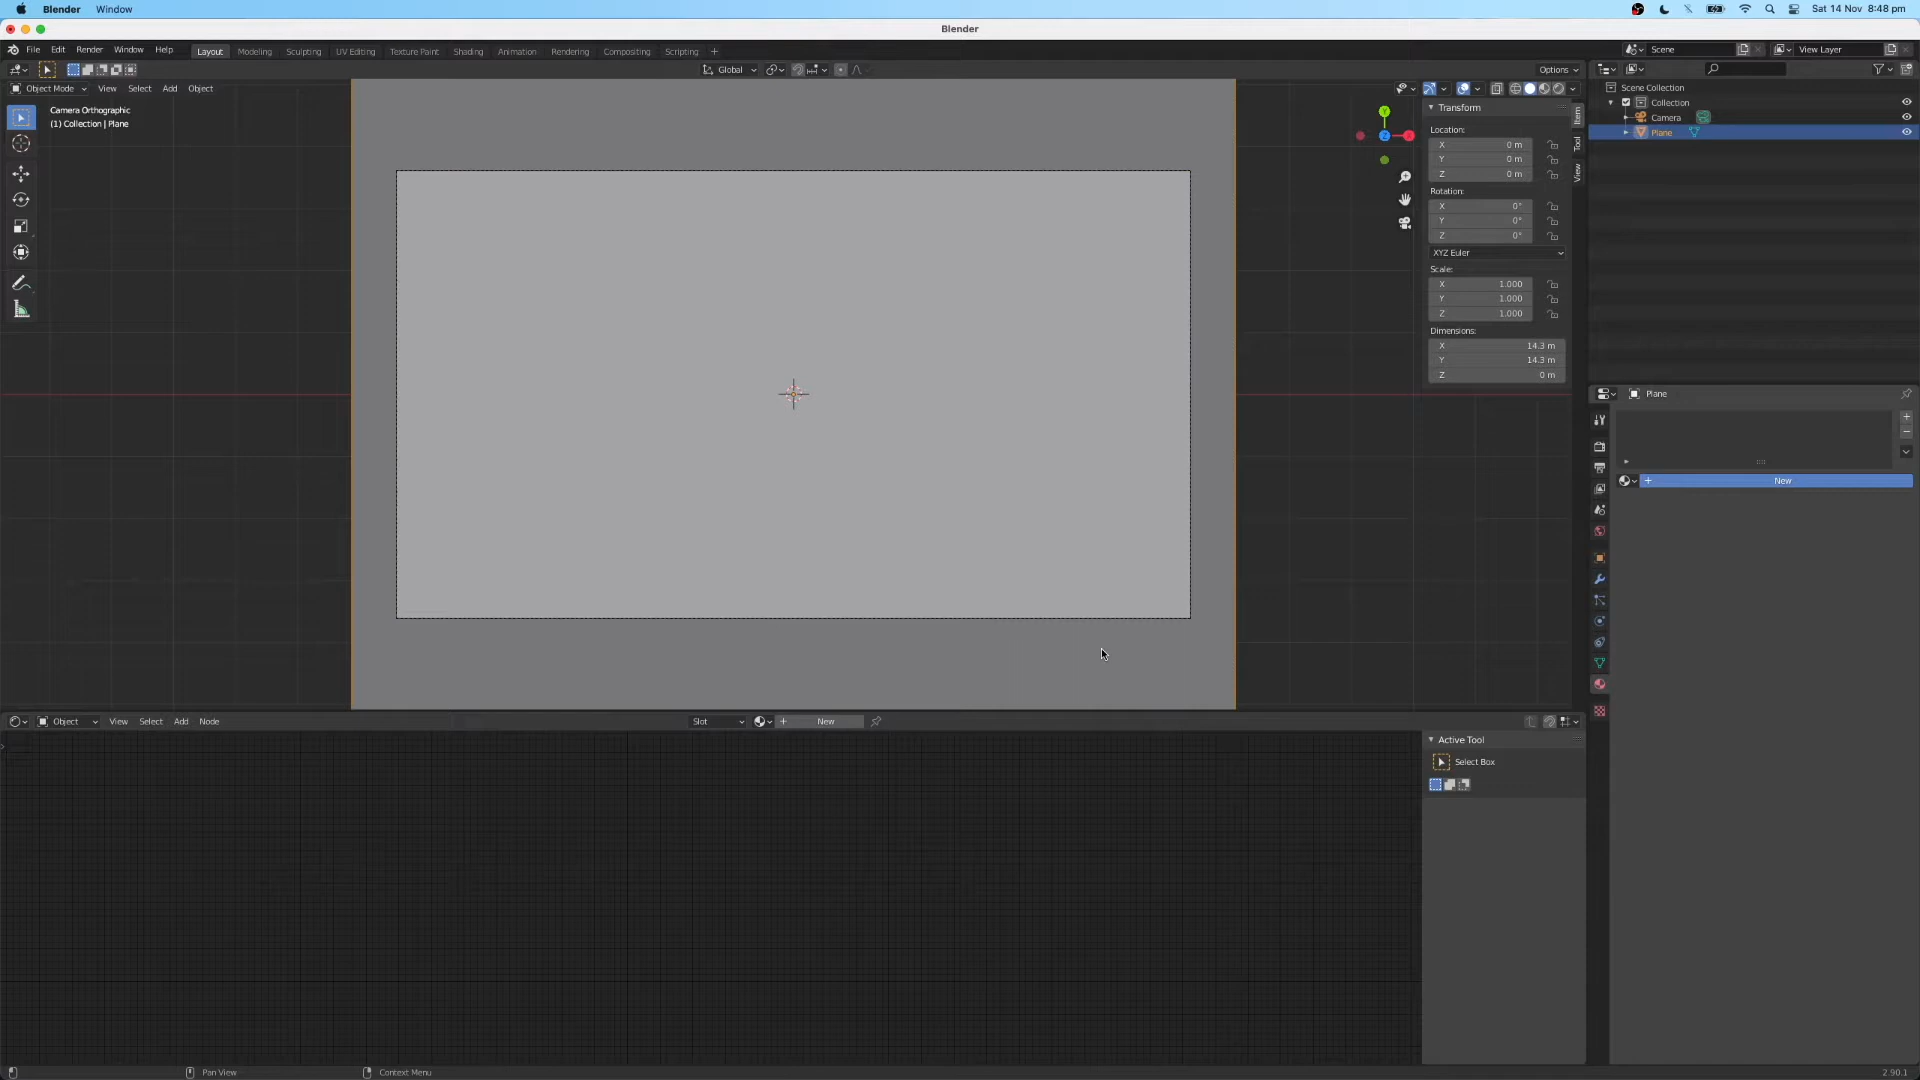 Blender Window Sat 14 Nov 8:48 pm
Blender
File Edit Render Window Help Layout Modeling Sculpting UV Editing Texture Paint Shading Animation Rendering Compositing Scripting + Scene View Layer
Global Options
Object Mode View Select Add Object
Camera Orthographic
(1) Collection | Plane
Y
Z
X
Transform
Location:
X 0 m
Y 0 m
Z 0 m
Rotation:
X 0°
Y 0°
Z 0°
XYZ Euler
Scale:
X 1.000
Y 1.000
Z 1.000
Dimensions:
X 14.3 m
Y 14.3 m
Z 0 m
Item
Tool
View
Scene Collection
Collection
Camera
Plane
Plane
+ New
Object View Select Add Node Slot + New
Active Tool
Select Box
Pan View Context Menu 2.90.1